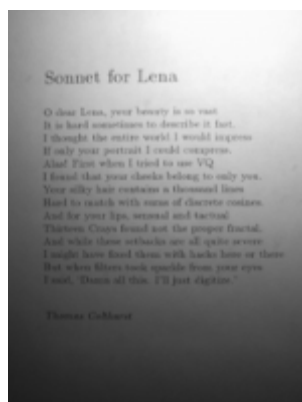 Sonnet for Lena
O dear Lena, your beauty is so vast
It is hard sometimes to describe it fast.
I thought the entire world I would impress
If only your portrait I could compress.
Alas! First when I tried to use VQ
I found that your cheeks belong to only you.
Your silky hair contains a thousand lines
Hard to match with sums of discrete cosines.
And for your lips, sensual and tactual
Thirteen Crays found not the proper fractal.
And while these setbacks are all quite severe
I might have fixed them with hacks here or there
But when filters took sparkle from your eyes
I said, 'Damn all this. I'll just digitize.'
Thomas Colthurst